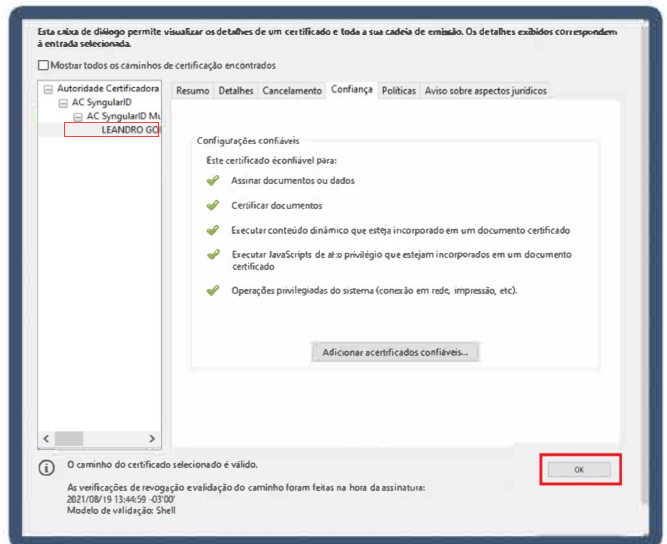 Esta caixa de diálogo permite visualizar os detalhes de um certificado e toda a sua cadeia de emissão. Os detalhes exibidos correspondem
à entrada selecionada.
Mostrar todos os caminhos de certificação encontrados
Autoridade Certificadora
AC SyngularID
AC SyngularID Mu
LEANDRO GO
Resumo Detalhes Cancelamento Confiança Políticas Aviso sobre aspectos jurídicos
Configurações confiáveis
Este certificado é confiável para:
Assinar documentos ou dados
Certificar documentos
Executar conteúdo dinâmico que esteja incorporado em um documento certificado
Executar JavaScripts de alto privilégio que estejam incorporados em um documento
certificado
Operações privilegiadas do sistema (conexão em rede, impressão, etc).
Adicionar a certificados confiáveis...
O caminho do certificado selecionado é válido.
OK
As verificações de revogação e validação do caminho foram feitas na hora da assinatura:
2021/08/19 13:44:59 -03'00'
Modelo de validação: Shell